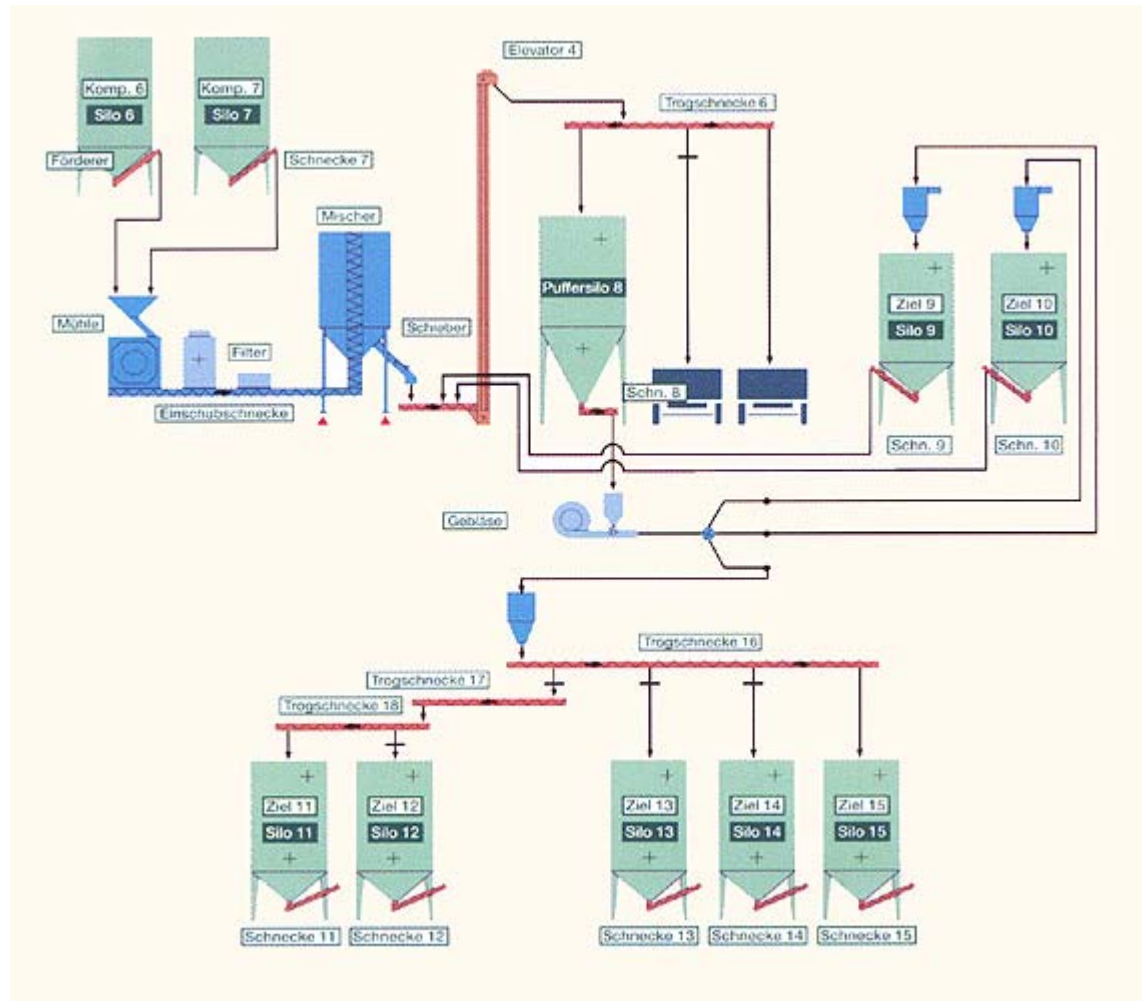 Elevator 4
Komp. 6
Silo 6
Komp. 7
Silo 7
Trogschnecke 6
Förderer
Schnecke 7
Mischer
Puffersilo 8
Ziel 9
Silo 9
Ziel 10
Silo 10
Mühle
Schieber
Filter
Einschubschnecke
Schn. 8
Schn. 9
Schn. 10
Gebläse
Trogschnecke 16
Trogschnecke 17
Trogschnecke 18
Ziel 11
Silo 11
Ziel 12
Silo 12
Ziel 13
Silo 13
Ziel 14
Silo 14
Ziel 15
Silo 15
Schnecke 11
Schnecke 12
Schnecke 13
Schnecke 14
Schnecke 15